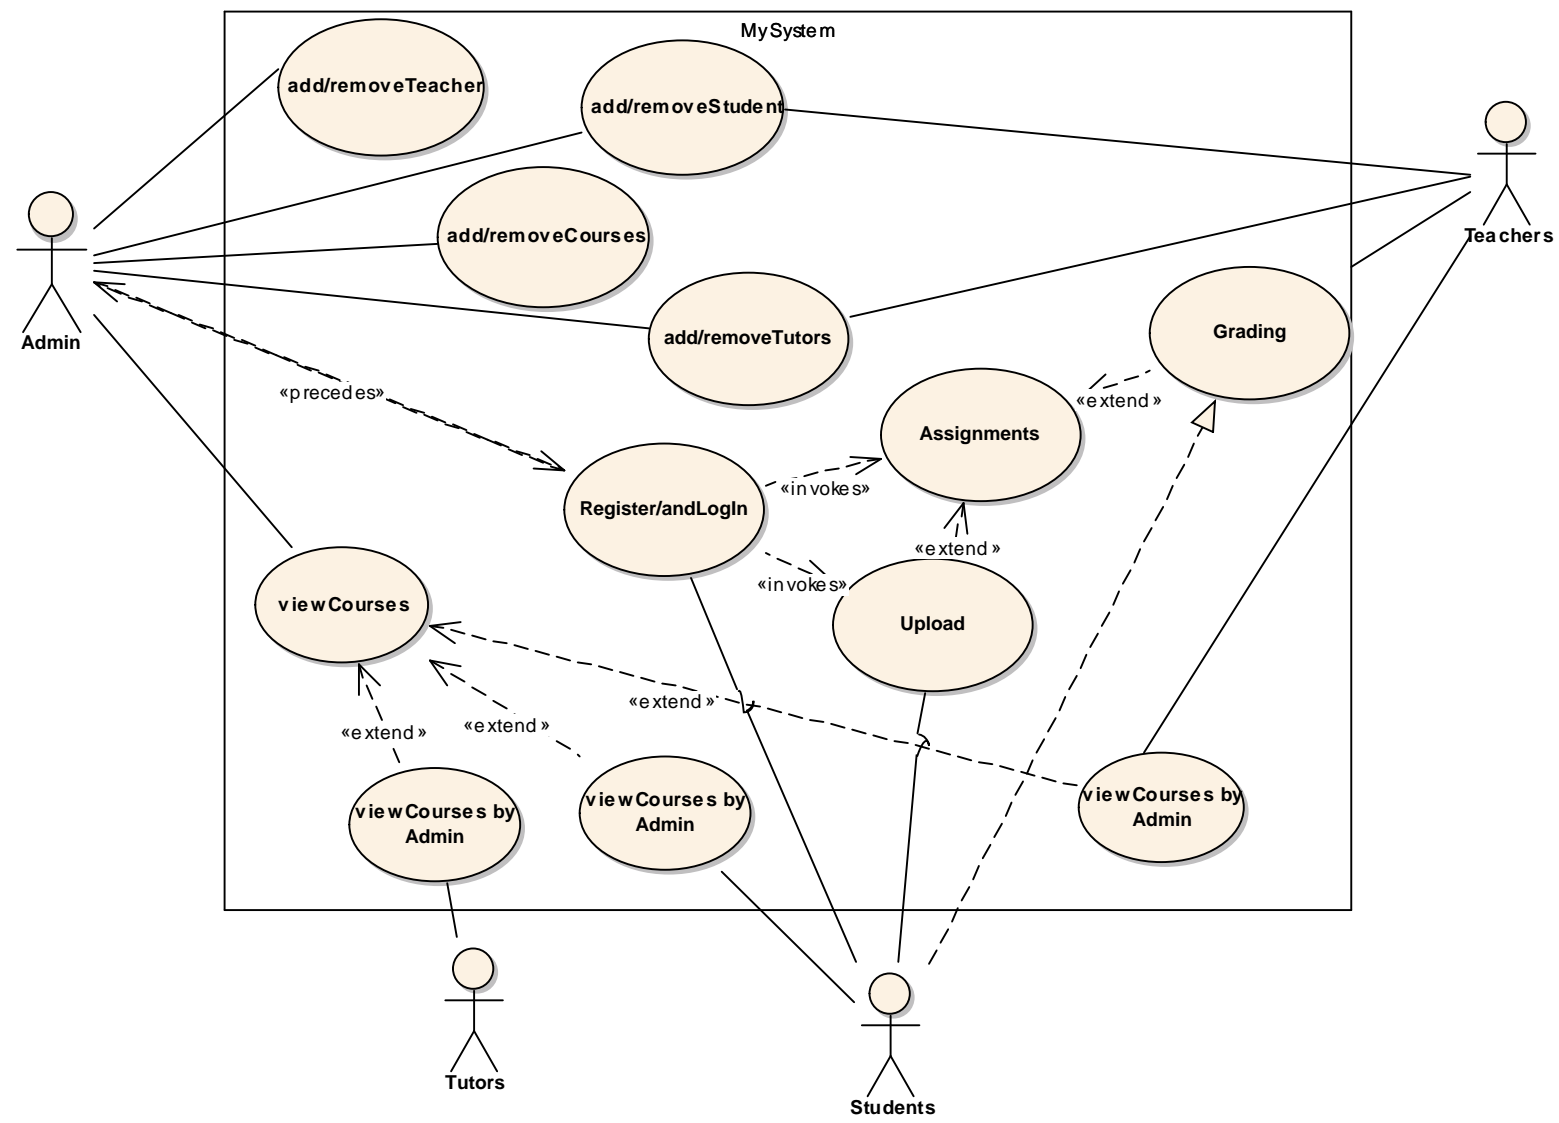 MySystem
add/removeTeacher
add/removeStudent
add/removeCourses
Teachers
add/removeTutors
Grading
Admin
«precedes»
«extend»
Assignments
«invokes»
Register/andLogIn
«extend»
«invokes»
viewCourses
Upload
«extend»
«extend»
«extend»
viewCourses by
Admin
viewCourses by
Admin
viewCourses by
Admin
Tutors
Students